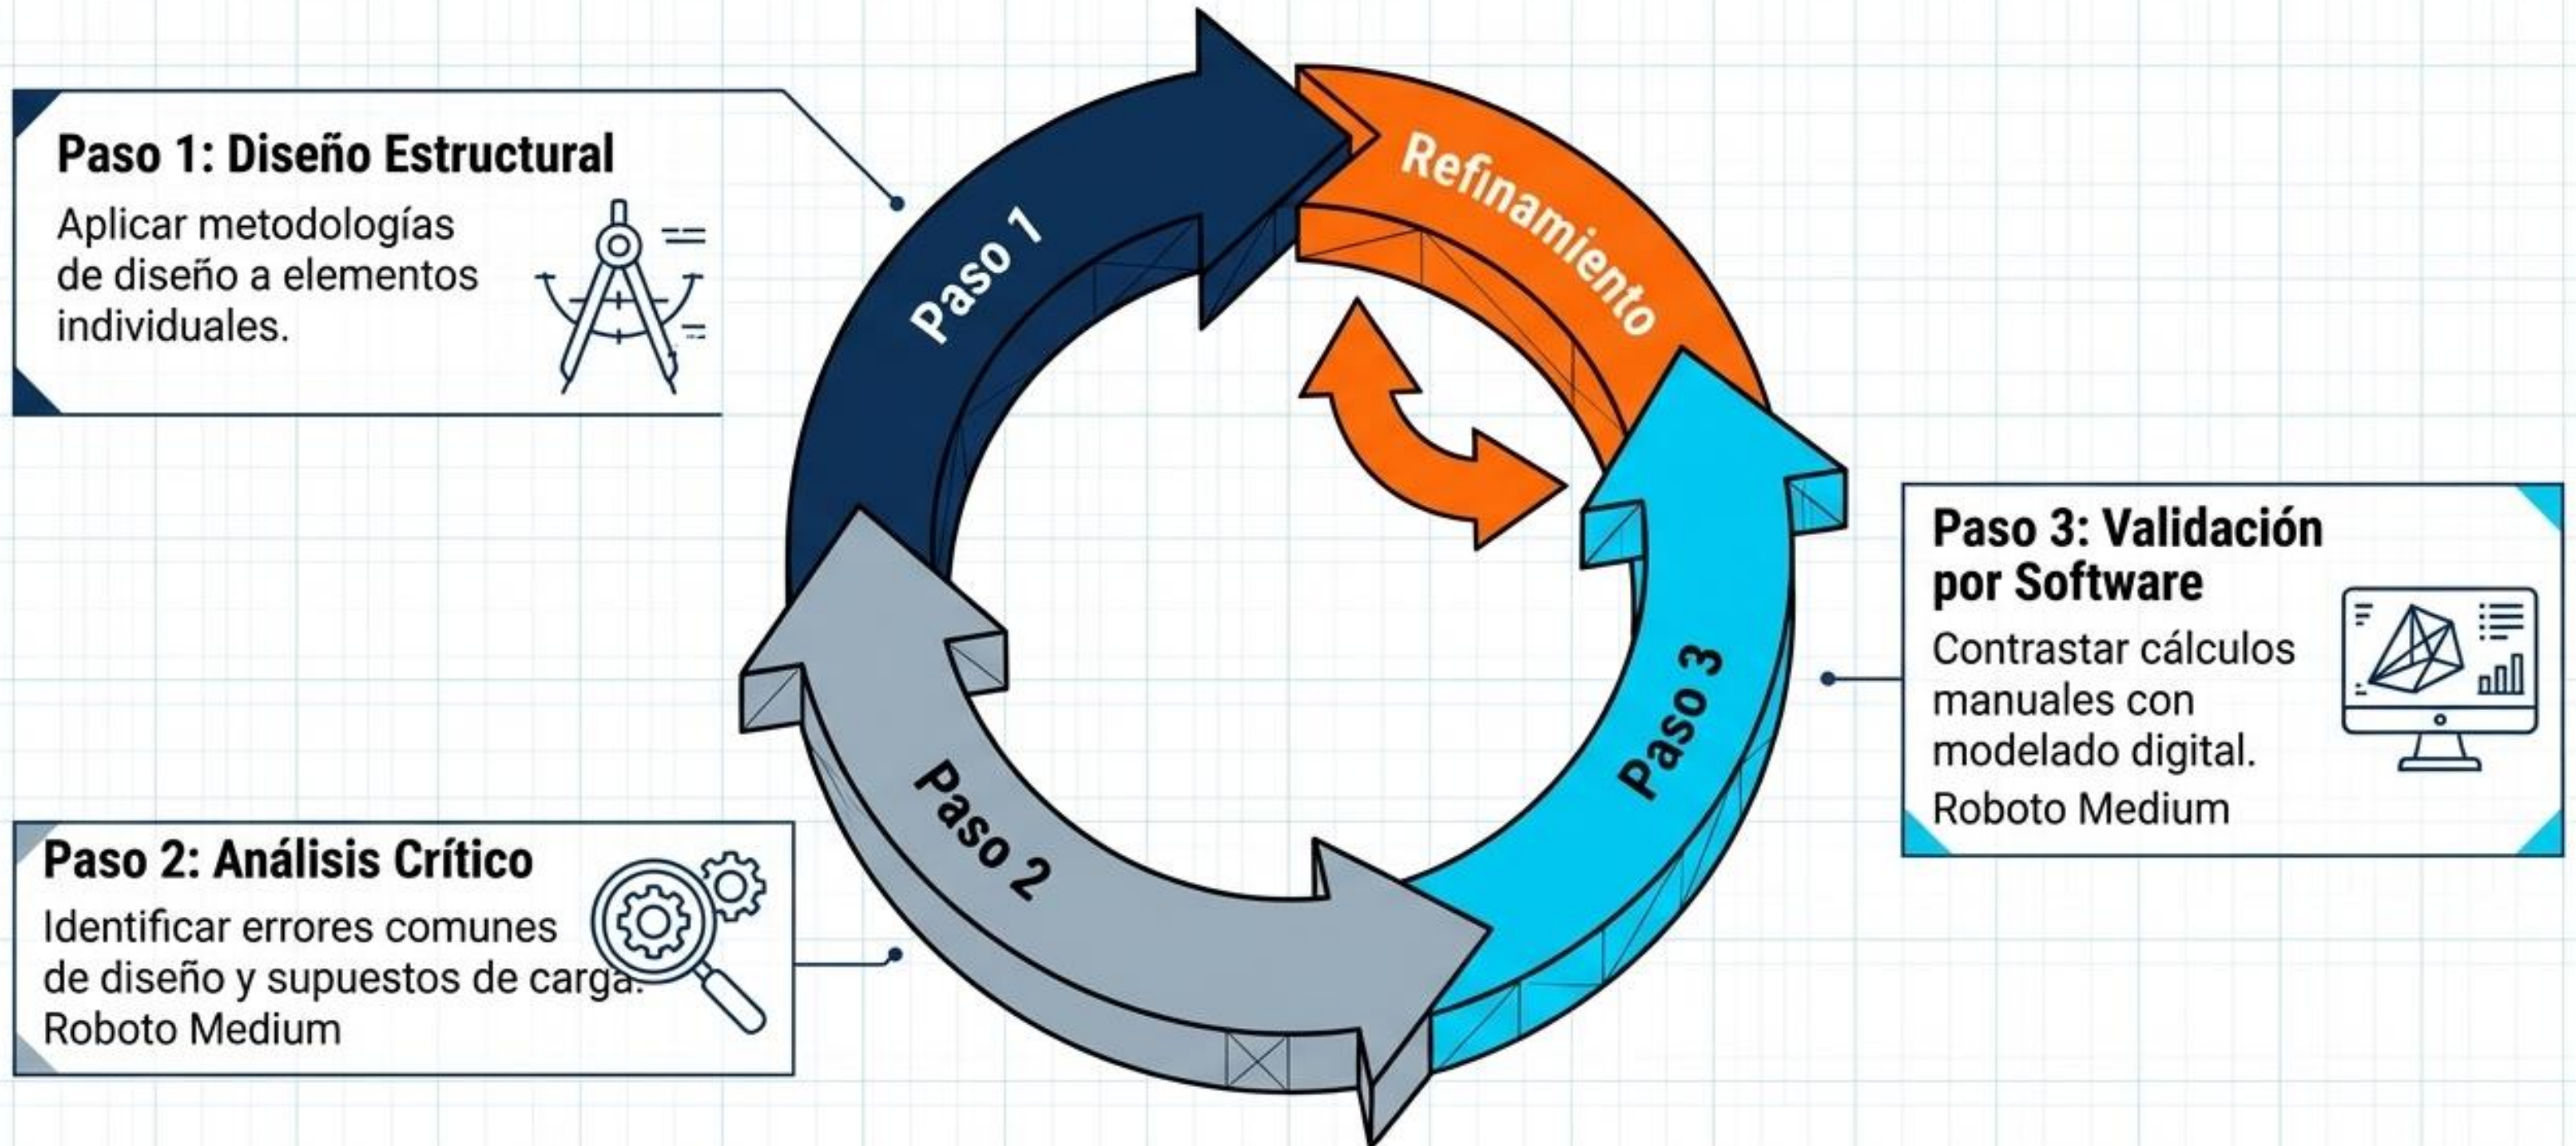 Paso 1: Diseño Estructural
Aplicar metodologías
de diseño a elementos
individuales.
Paso 1
Refinamiento
Paso 2: Análisis Crítico
Identificar errores comunes
de diseño y supuestos de carga.
Roboto Medium
Paso 2
Paso 3
Paso 3: Validación
por Software
Contrastar cálculos
manuales con
modelado digital.
Roboto Medium